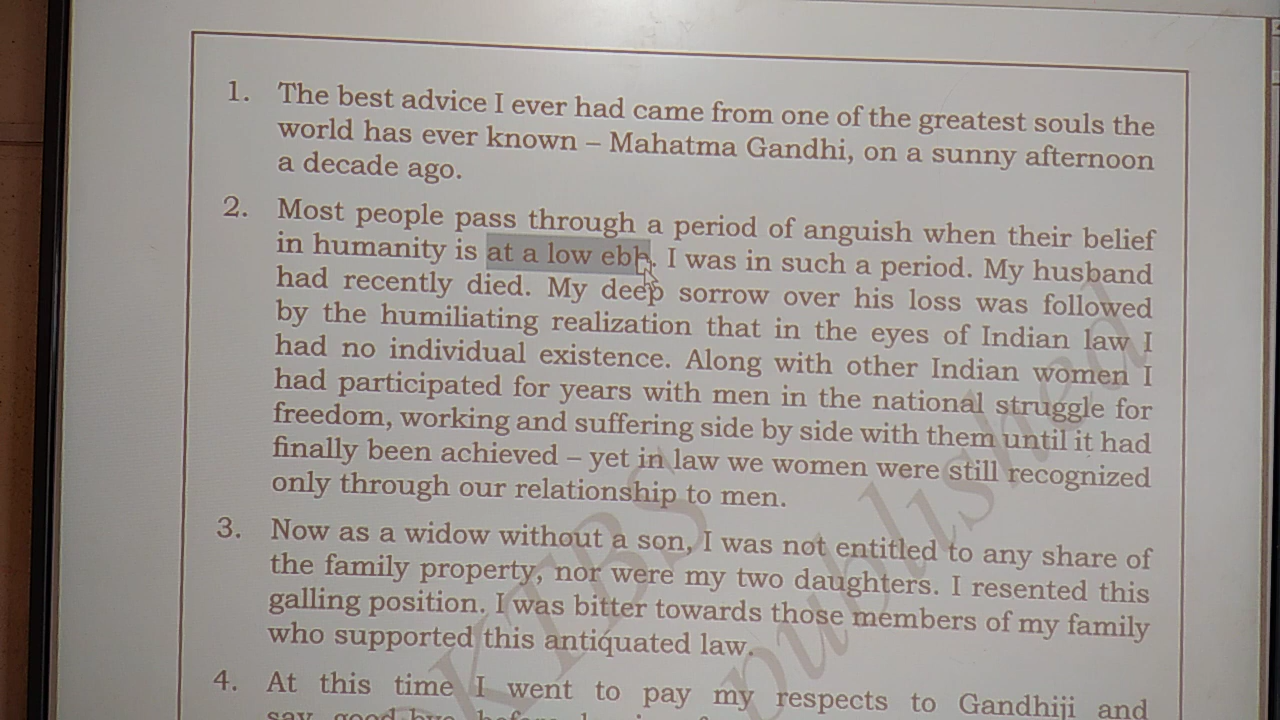 1. The best advice I ever had came from one of the greatest souls the
world has ever known – Mahatma Gandhi, on a sunny afternoon
a decade ago.
2. Most people pass through a period of anguish when their belief
in humanity is at a low ebb. I was in such a period. My husband
had recently died. My deep sorrow over his loss was followed
by the humiliating realization that in the eyes of Indian law I
had no individual existence. Along with other Indian women I
had participated for years with men in the national struggle for
freedom, working and suffering side by side with them until it had
finally been achieved – yet in law we women were still recognized
only through our relationship to men.
3. Now as a widow without a son, I was not entitled to any share of
the family property, nor were my two daughters. I resented this
galling position. I was bitter towards those members of my family
who supported this antiquated law.
4. At this time I went to pay my respects to Gandhiji and
say good-bye before
KTBS
published